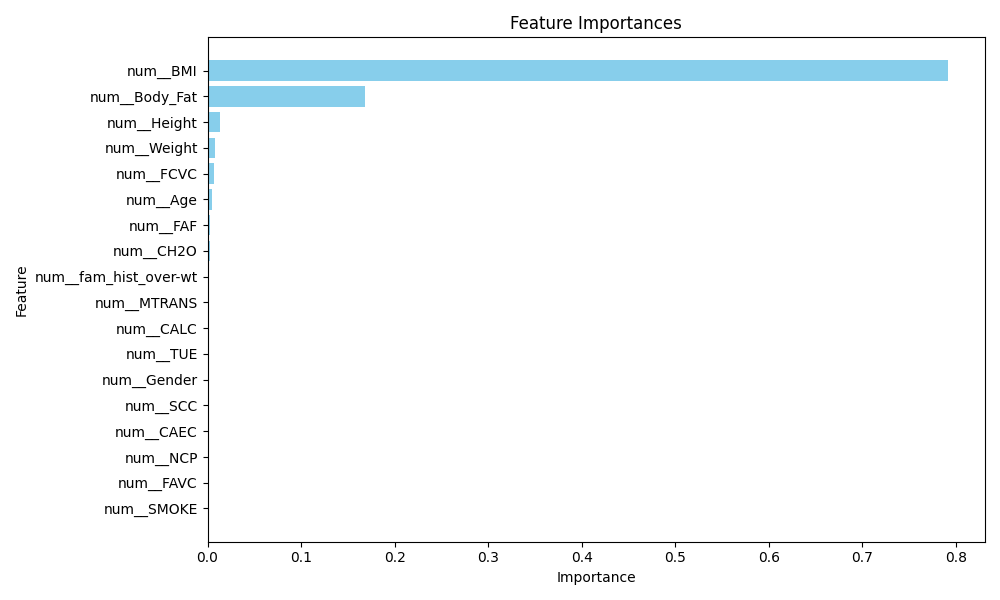 Feature Importances
num__BMI
num__Body_Fat
num__Height
num__Weight
num__FCVC
num__Age
num__FAF
num__CH2O
num__fam_hist_over-wt
num__MTRANS
num__CALC
num__TUE
num__Gender
num__SCC
num__CAEC
num__NCP
num__FAVC
num__SMOKE
Feature
0.0 0.1 0.2 0.3 0.4 0.5 0.6 0.7 0.8
Importance